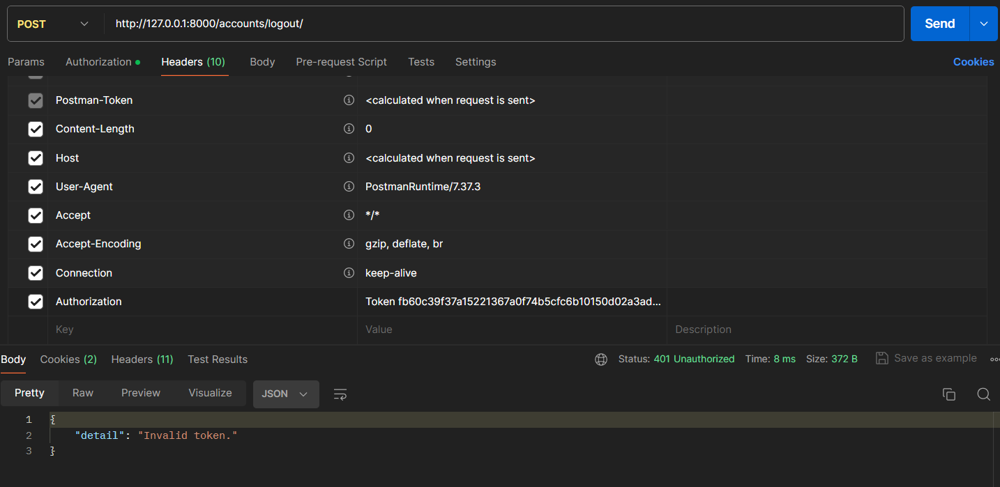 POST http://127.0.0.1:8000/accounts/logout/ Send
Params Authorization Headers (10) Body Pre-request Script Tests Settings Cookies
Postman-Token <calculated when request is sent>
Content-Length 0
Host <calculated when request is sent>
User-Agent PostmanRuntime/7.37.3
Accept */*
Accept-Encoding gzip, deflate, br
Connection keep-alive
Authorization Token fb60c39f37a15221367a0f74b5cfc6b10150d02a3ad...
Key Value Description
Body Cookies (2) Headers (11) Test Results Status: 401 Unauthorized Time: 8 ms Size: 372 B Save as example
Pretty Raw Preview Visualize JSON
1 {
2 "detail": "Invalid token."
3 }